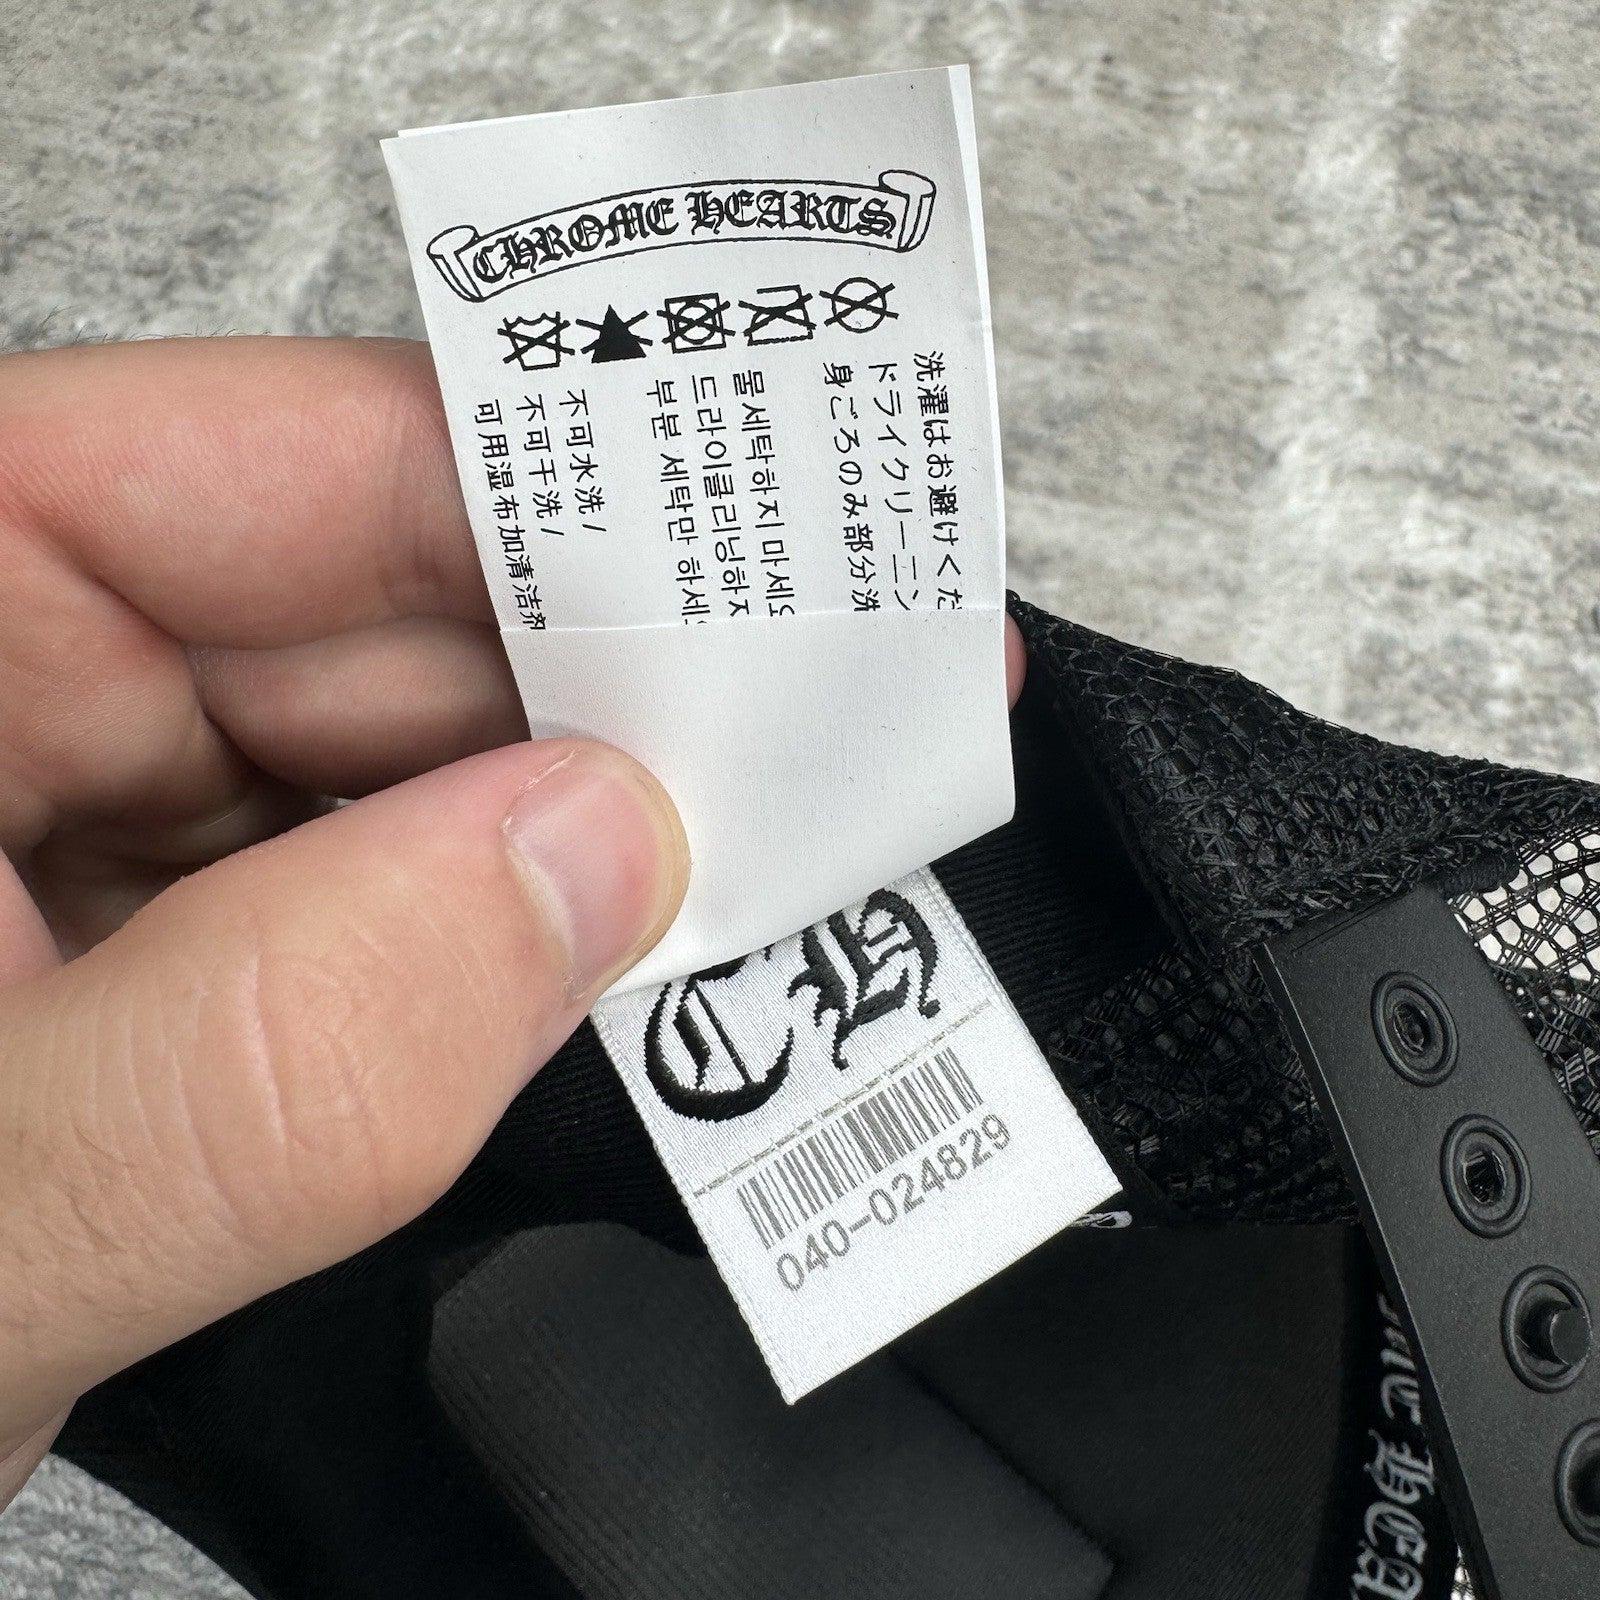 CHROME HEARTS
洗濯はお避けくだ
ドライクリーニン
身ごろのみ部分洗
물세탁하지 마세요
드라이클리닝하지
부분 세탁만 하세
不可水洗/
不可干洗/
可用湿布加清洁剂
CH
040-024829
MADE